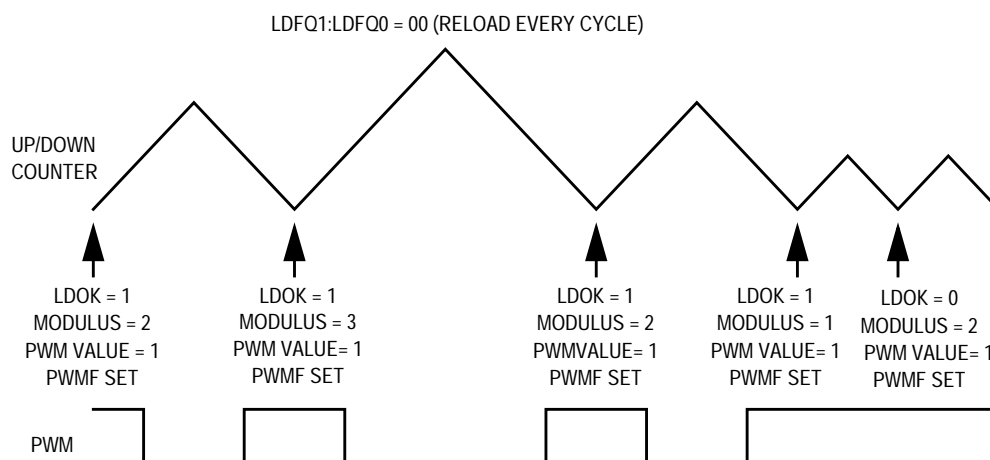 LDFQ1:LDFQ0 = 00 (RELOAD EVERY CYCLE)
UP/DOWN
COUNTER
LDOK = 1
MODULUS = 2
PWM VALUE = 1
PWMF SET
LDOK = 1
MODULUS = 3
PWM VALUE= 1
PWMF SET
LDOK = 1
MODULUS = 2
PWMVALUE= 1
PWMF SET
LDOK = 1
MODULUS = 1
PWM VALUE= 1
PWMF SET
LDOK = 0
MODULUS = 2
PWM VALUE= 1
PWMF SET
PWM